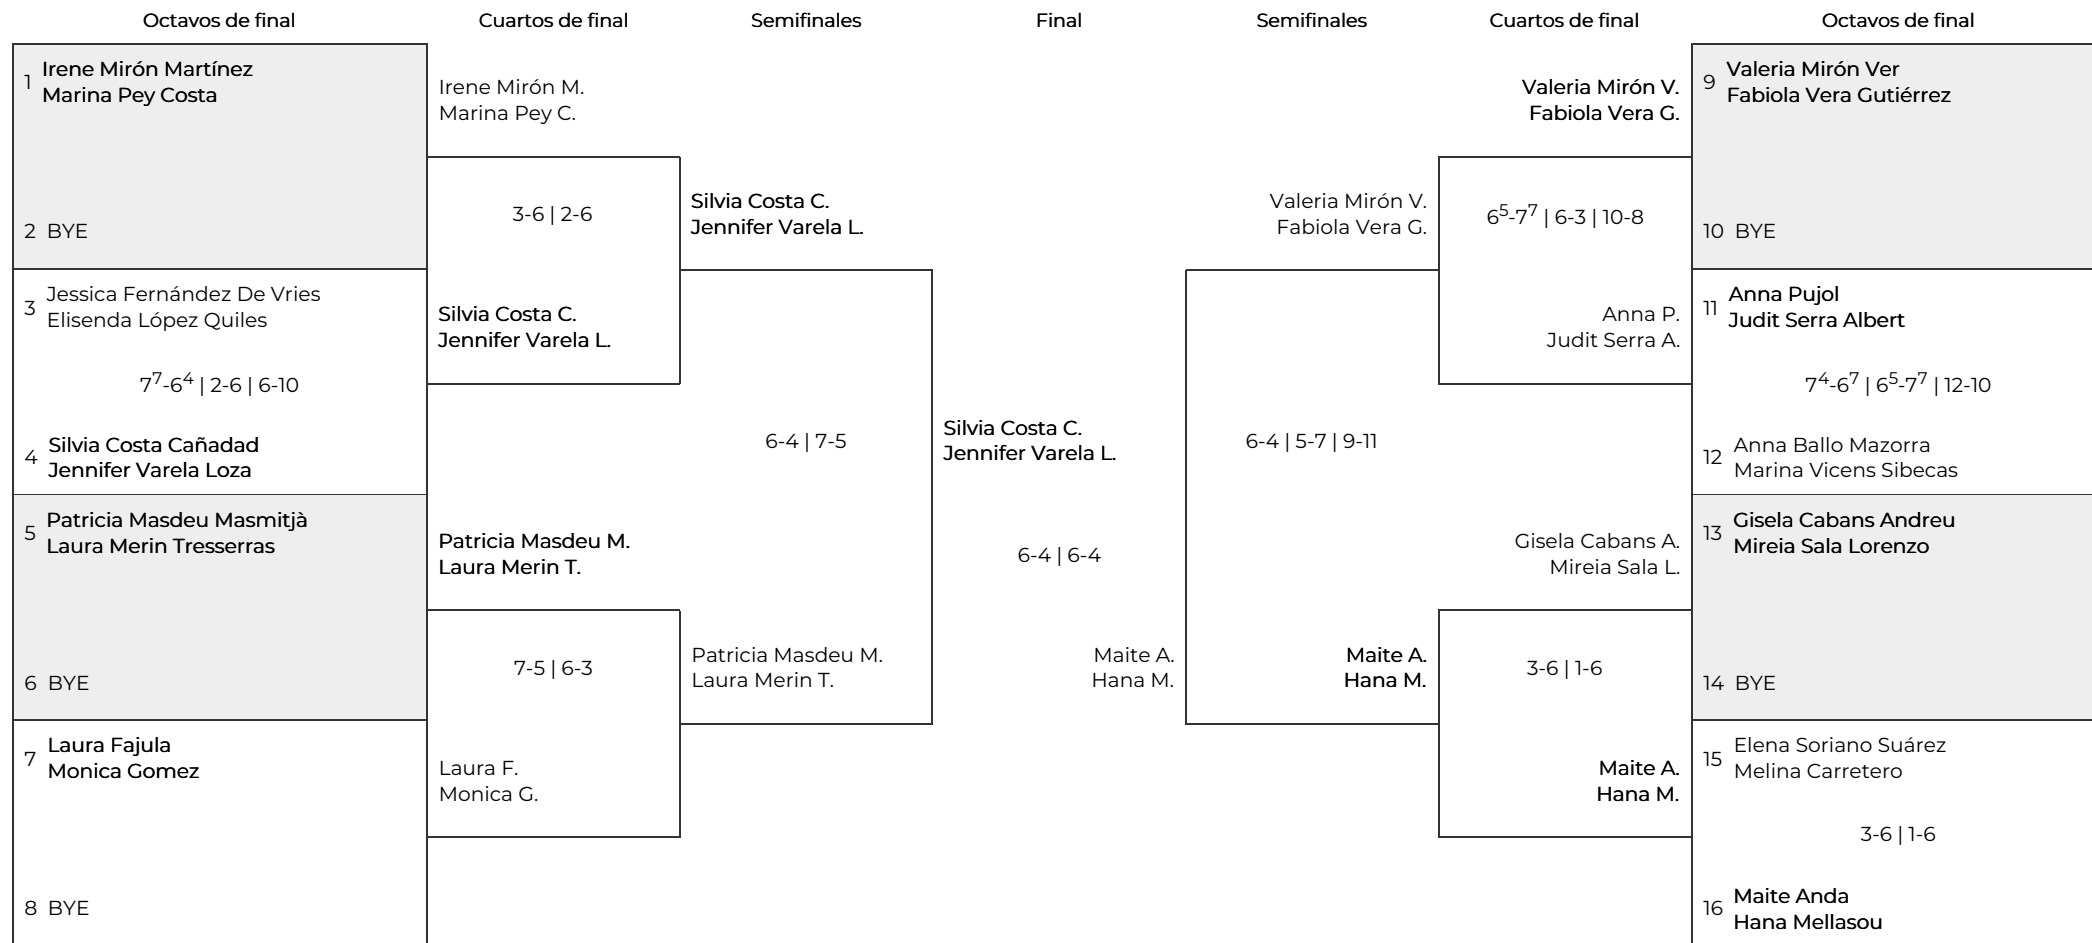 Octavos de final
Cuartos de final
Semifinales
Final
Semifinales
Cuartos de final
Octavos de final
1 Irene Mirón Martínez
Marina Pey Costa
2 BYE
3 Jessica Fernández De Vries
Elisenda López Quiles
7⁷-6⁴ | 2-6 | 6-10
4 Silvia Costa Cañadad
Jennifer Varela Loza
5 Patricia Masdeu Masmitjà
Laura Merin Tresserras
6 BYE
7 Laura Fajula
Monica Gomez
8 BYE
Irene Mirón M.
Marina Pey C.
3-6 | 2-6
Silvia Costa C.
Jennifer Varela L.
Patricia Masdeu M.
Laura Merin T.
7-5 | 6-3
Laura F.
Monica G.
Silvia Costa C.
Jennifer Varela L.
6-4 | 7-5
Patricia Masdeu M.
Laura Merin T.
Silvia Costa C.
Jennifer Varela L.
6-4 | 6-4
Maite A.
Hana M.
Valeria Mirón V.
Fabiola Vera G.
6-4 | 5-7 | 9-11
Maite A.
Hana M.
Valeria Mirón V.
Fabiola Vera G.
6⁵-7⁷ | 6-3 | 10-8
Anna P.
Judit Serra A.
Gisela Cabans A.
Mireia Sala L.
3-6 | 1-6
Maite A.
Hana M.
9 Valeria Mirón Ver
Fabiola Vera Gutiérrez
10 BYE
11 Anna Pujol
Judit Serra Albert
7⁴-6⁷ | 6⁵-7⁷ | 12-10
12 Anna Ballo Mazorra
Marina Vicens Sibecas
13 Gisela Cabans Andreu
Mireia Sala Lorenzo
14 BYE
15 Elena Soriano Suárez
Melina Carretero
3-6 | 1-6
16 Maite Anda
Hana Mellasou